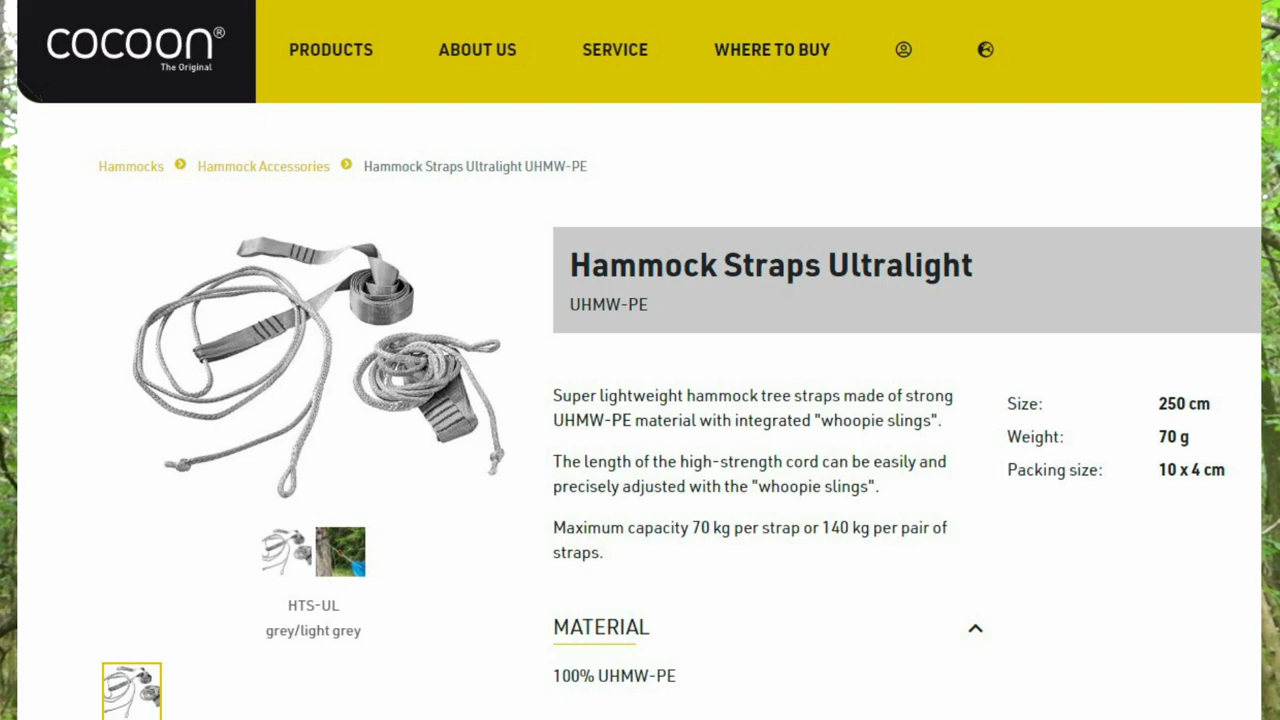 cocoon®
The Original
PRODUCTS
ABOUT US
SERVICE
WHERE TO BUY
Hammocks
Hammock Accessories
Hammock Straps Ultralight UHMW-PE
Hammock Straps Ultralight
UHMW-PE
Super lightweight hammock tree straps made of strong
UHMW-PE material with integrated "whoopie slings".
The length of the high-strength cord can be easily and
precisely adjusted with the "whoopie slings".
Maximum capacity 70 kg per strap or 140 kg per pair of
straps.
Size: 250 cm
Weight: 70 g
Packing size: 10 x 4 cm
HTS-UL
grey/light grey
MATERIAL
100% UHMW-PE